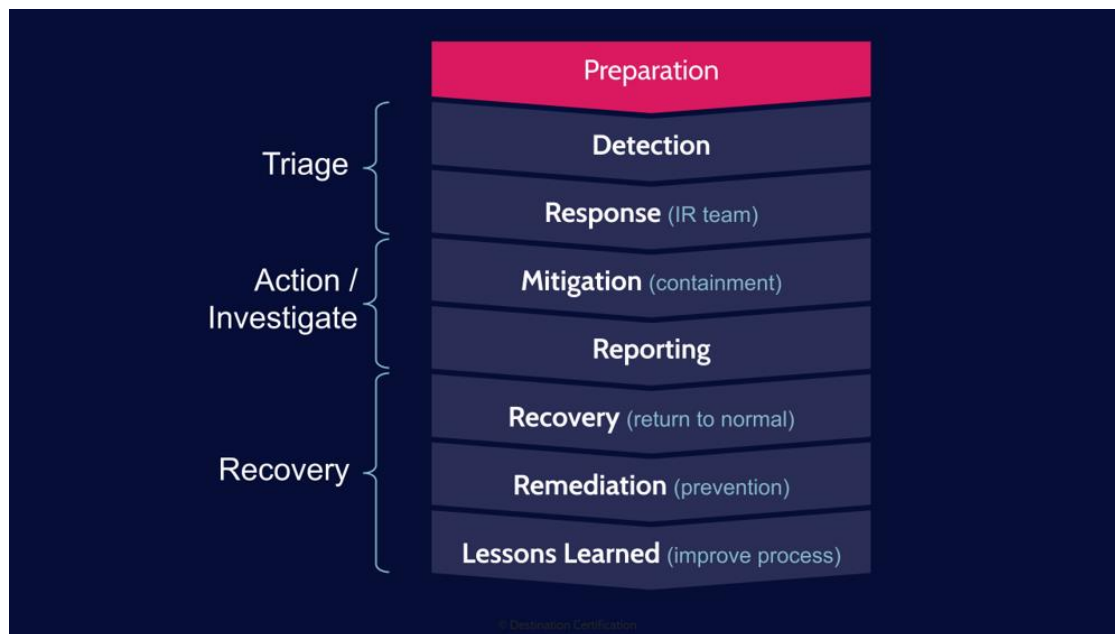 Preparation
Triage
Detection
Response (IR team)
Action /
Investigate
Mitigation (containment)
Reporting
Recovery
Recovery (return to normal)
Remediation (prevention)
Lessons Learned (improve process)
© Destination Certification